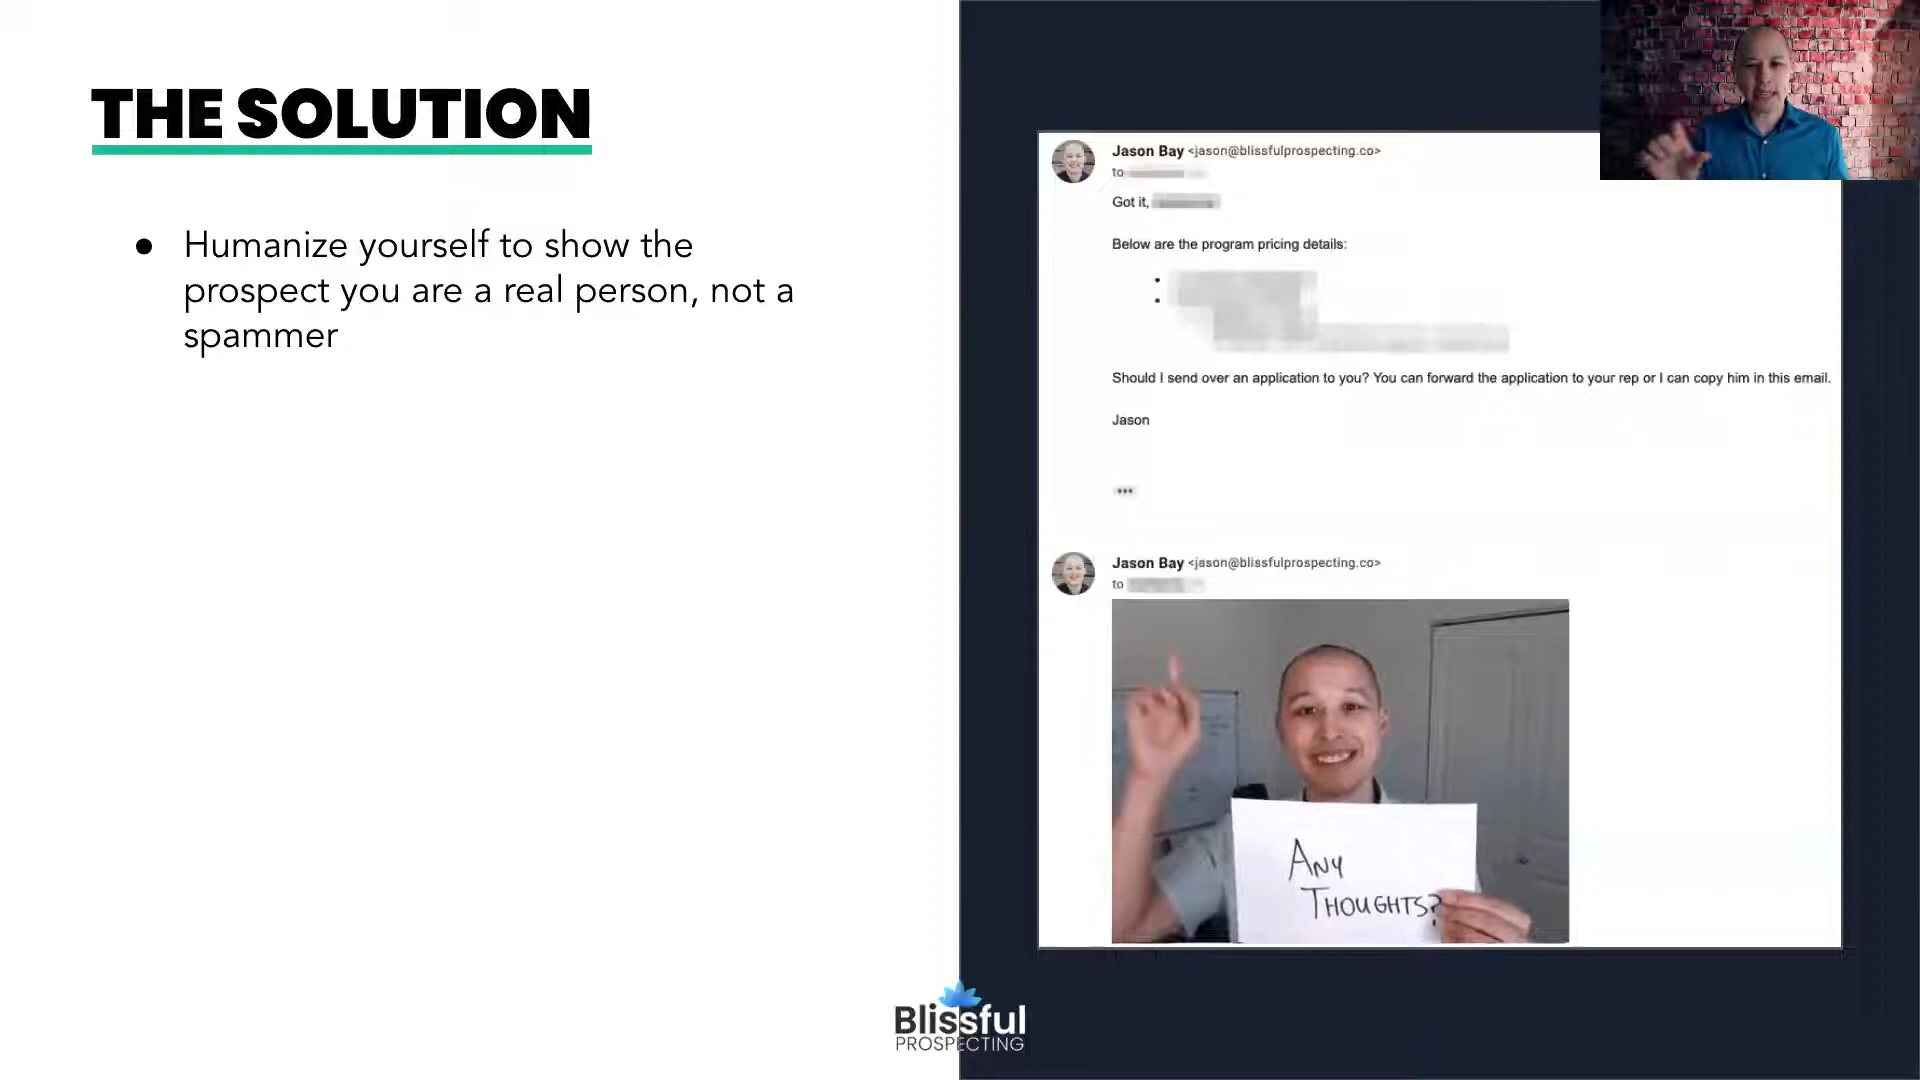 THE SOLUTION
● Humanize yourself to show the
prospect you are a real person, not a
spammer
Jason Bay <jason@blissfulprospecting.co>
to
Got it,
Below are the program pricing details:
Should I send over an application to you? You can forward the application to your rep or I can copy him in this email.
Jason
•••
Jason Bay <jason@blissfulprospecting.co>
to
ANY
THOUGHTS?
Blissful
PROSPECTING